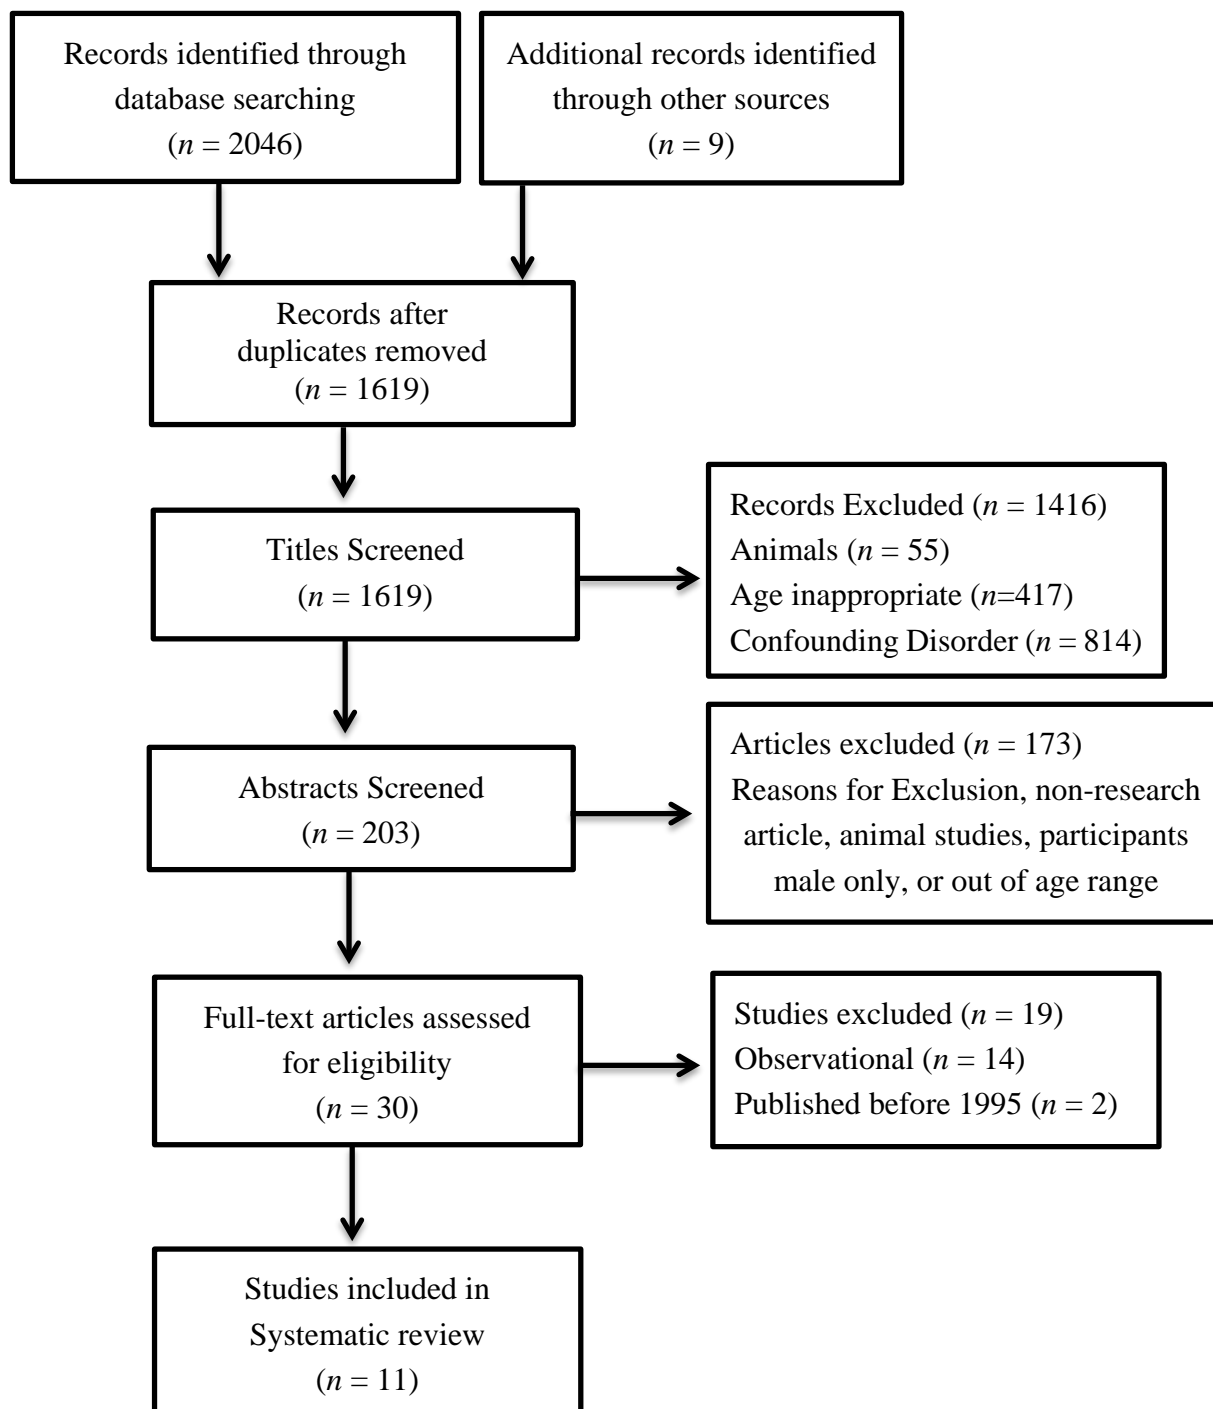 Records identified through
database searching
(n = 2046)
Additional records identified
through other sources
(n = 9)
Records after
duplicates removed
(n = 1619)
Titles Screened
(n = 1619)
Records Excluded (n = 1416)
Animals (n = 55)
Age inappropriate (n=417)
Confounding Disorder (n = 814)
Abstracts Screened
(n = 203)
Articles excluded (n = 173)
Reasons for Exclusion, non-research
article, animal studies, participants
male only, or out of age range
Full-text articles assessed
for eligibility
(n = 30)
Studies excluded (n = 19)
Observational (n = 14)
Published before 1995 (n = 2)
Studies included in
Systematic review
(n = 11)